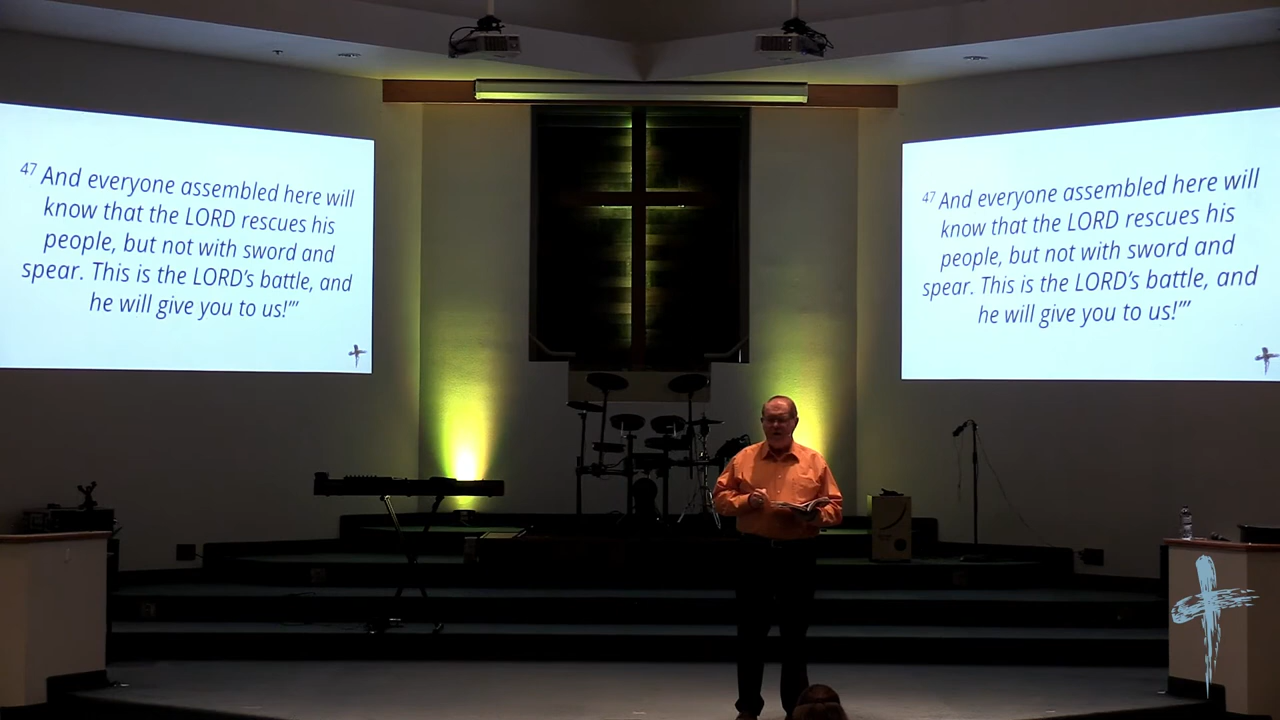 47 And everyone assembled here will
know that the LORD rescues his
people, but not with sword and
spear. This is the LORD's battle, and
he will give you to us!”’
47 And everyone assembled here will
know that the LORD rescues his
people, but not with sword and
spear. This is the LORD's battle, and
he will give you to us!”’